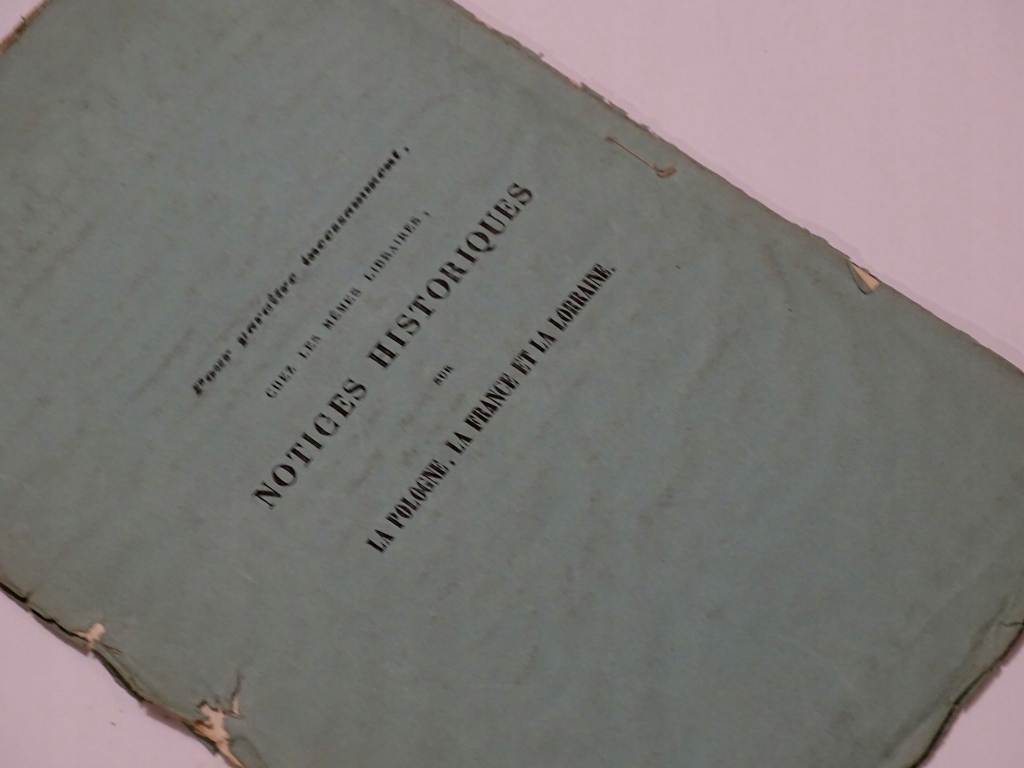 Pour paraître incessamment,
CHEZ LES MÊMES LIBRAIRES,
NOTICES HISTORIQUES
SUR
LA POLOGNE, LA FRANCE ET LA LORRAINE.